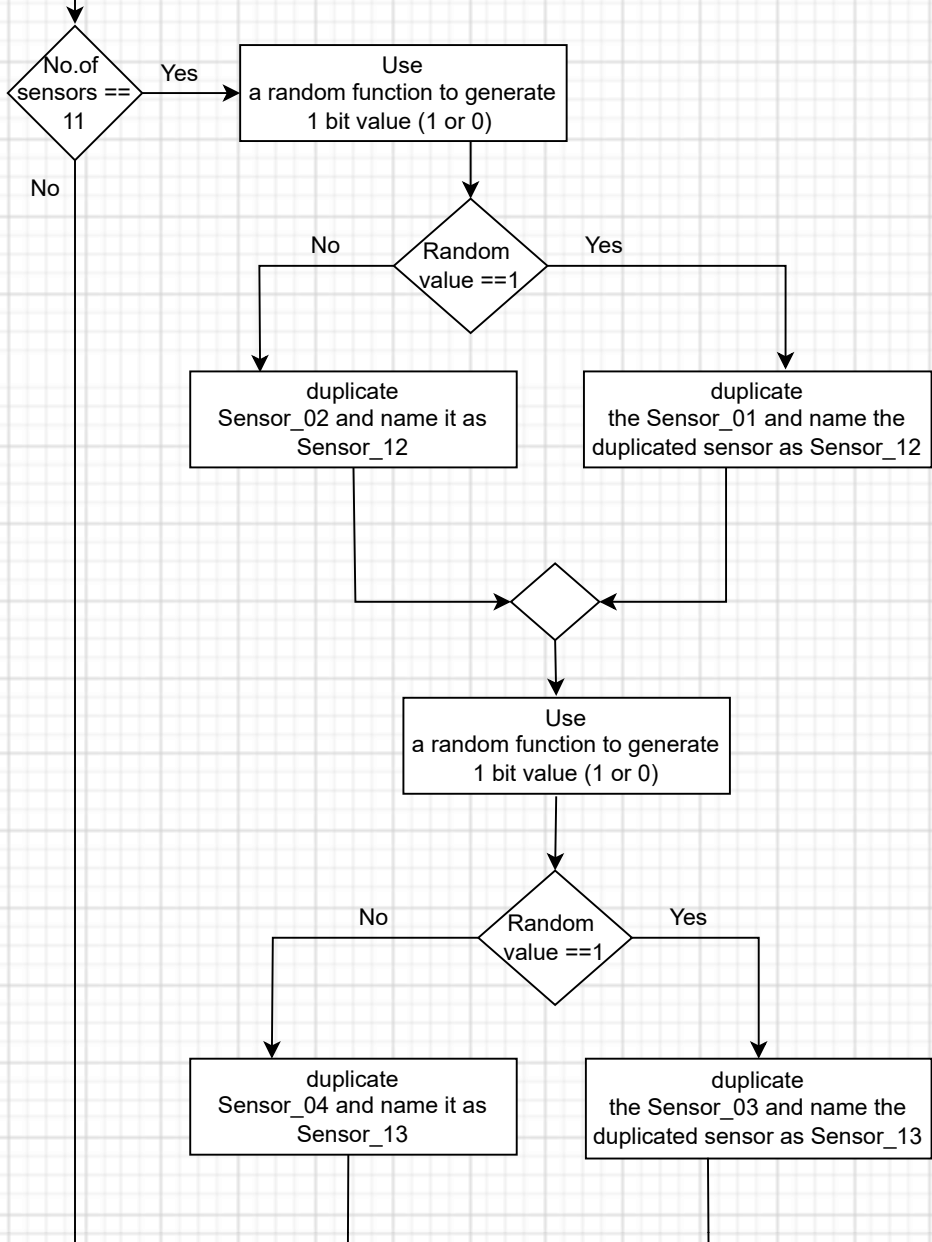 No.of
sensors ==
11
Yes
Use
a random function to generate
1 bit value (1 or 0)
No
No
Random
value ==1
Yes
duplicate
Sensor_02 and name it as
Sensor_12
duplicate
the Sensor_01 and name the
duplicated sensor as Sensor_12
Use
a random function to generate
1 bit value (1 or 0)
No
Random
value ==1
Yes
duplicate
Sensor_04 and name it as
Sensor_13
duplicate
the Sensor_03 and name the
duplicated sensor as Sensor_13